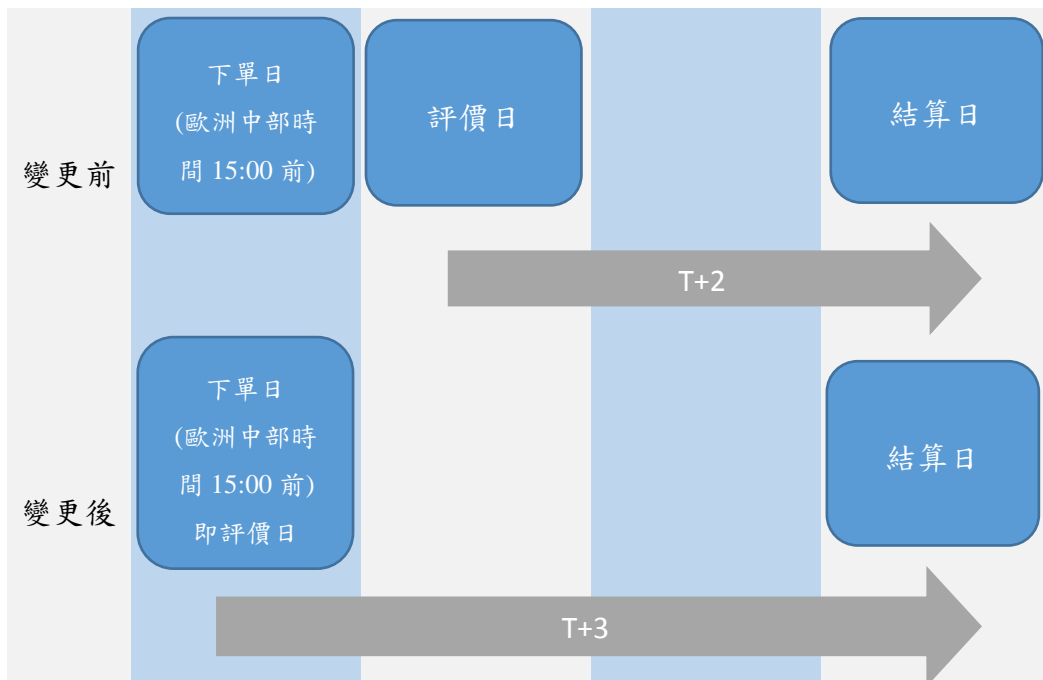 變更前
下單日
(歐洲中部時
間 15:00 前)
評價日
結算日
T+2
變更後
下單日
(歐洲中部時
間 15:00 前)
即評價日
結算日
T+3